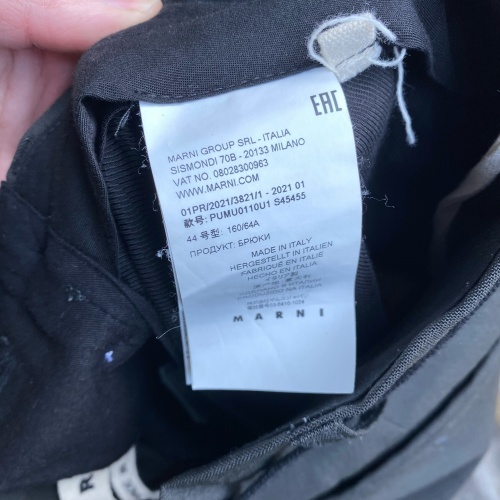 EAC
MARNI GROUP SRL - ITALIA
SISMONDI 70B - 20133 MILANO
VAT NO. 08028300963
WWW.MARNI.COM
01PR/2021/3821/1 - 2021 01
款号: PUMU0110U1 S45455
44 号型: 160/64A
ПРОДУКТ: БРЮКИ
MADE IN ITALY
HERGESTELLT IN ITALIEN
FABRIQUÉ EN ITALIE
HECHO EN ITALIA
MARNI